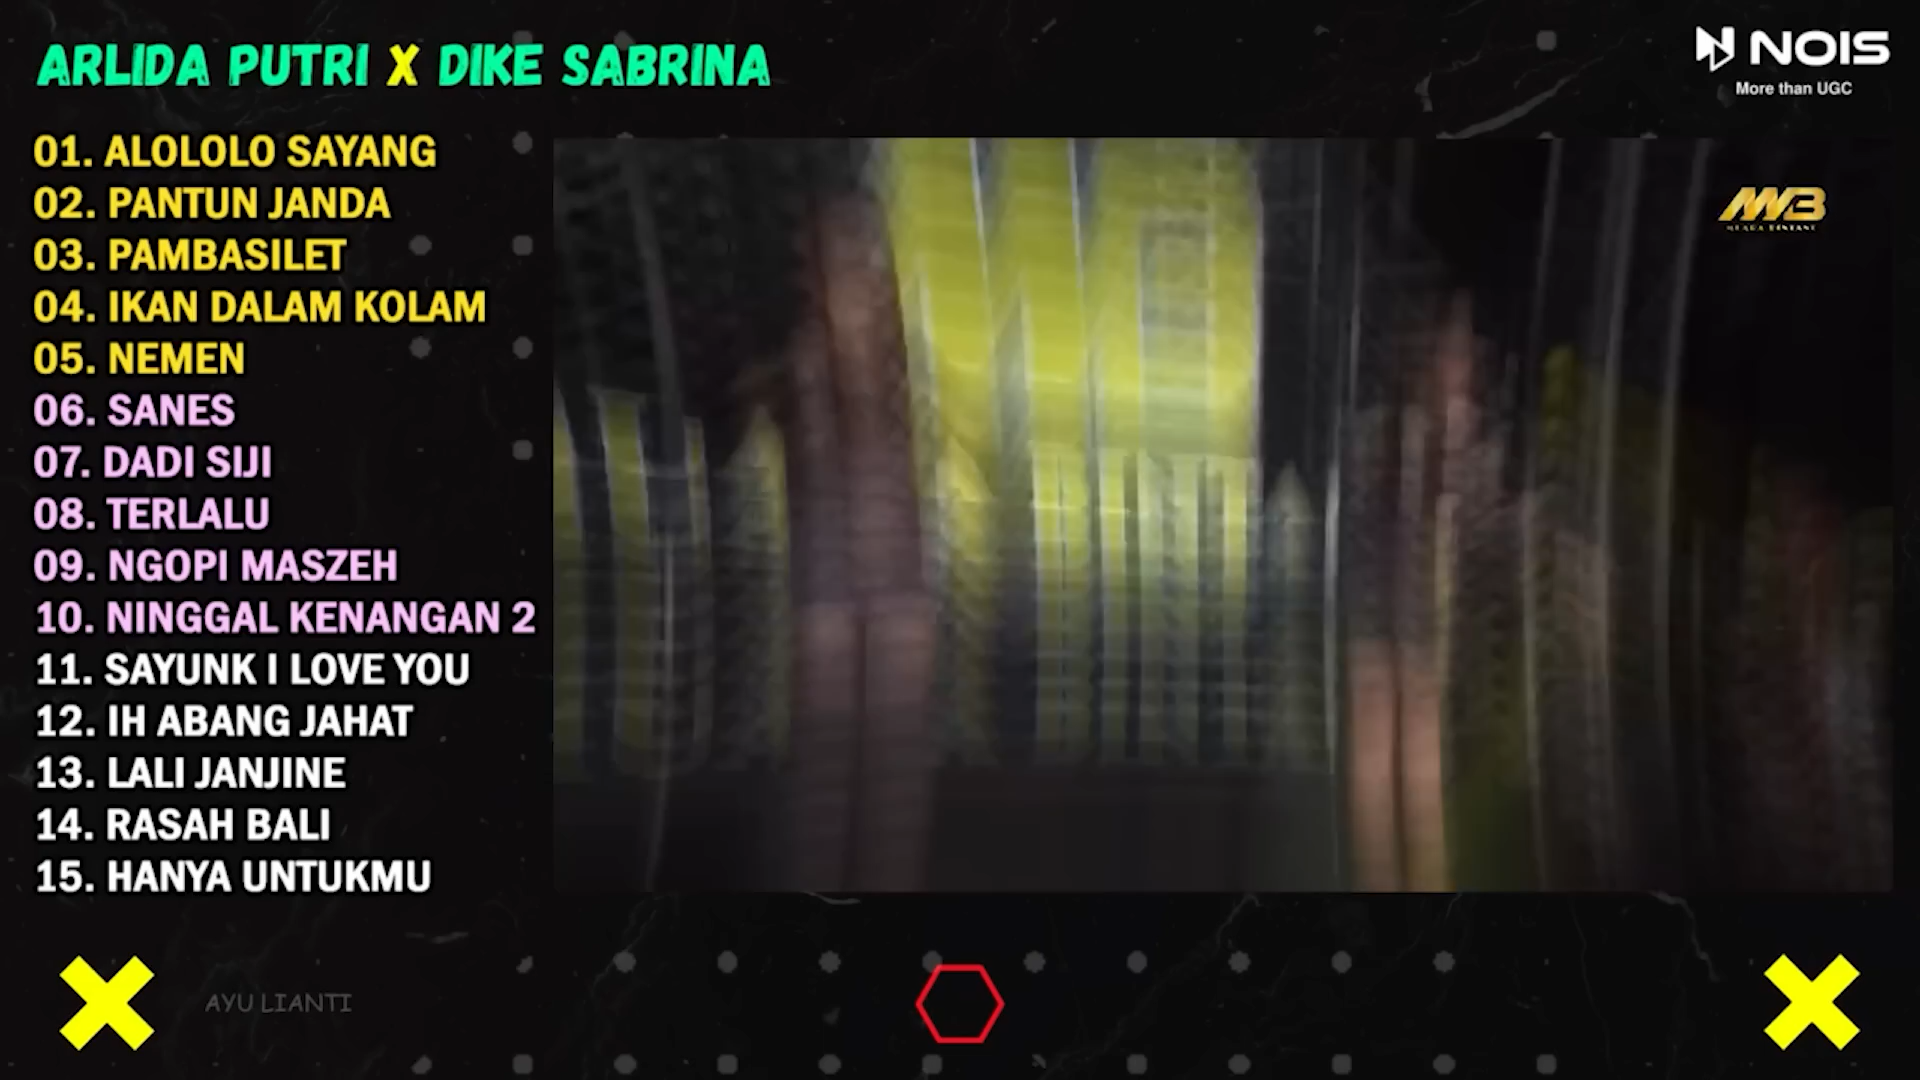 ARLIDA PUTRI X DIKE SABRINA
NOIS
More than UGC
01. ALOLOLO SAYANG
02. PANTUN JANDA
03. PAMBASILET
04. IKAN DALAM KOLAM
05. NEMEN
06. SANES
07. DADI SIJI
08. TERLALU
09. NGOPI MASZEH
10. NINGGAL KENANGAN 2
11. SAYUNK I LOVE YOU
12. IH ABANG JAHAT
13. LALI JANJINE
14. RASAH BALI
15. HANYA UNTUKMU
AYU LIANTI